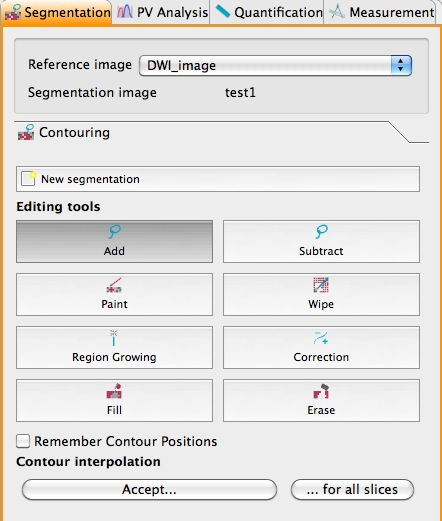 Segmentation PV Analysis Quantification Measurement
Reference image DWI_image
Segmentation image test1
Contouring
New segmentation
Editing tools
Add Subtract
Paint Wipe
Region Growing Correction
Fill Erase
Remember Contour Positions
Contour interpolation
Accept... ... for all slices